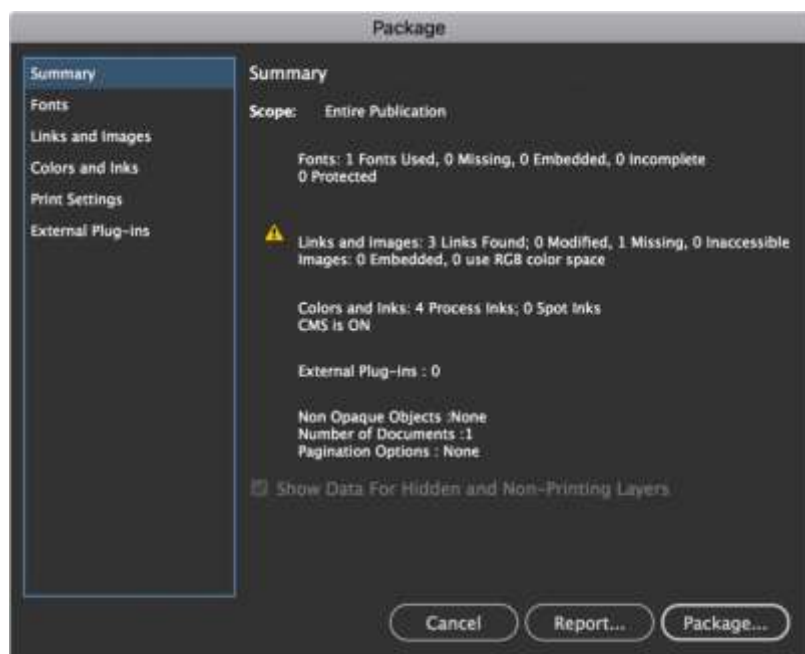 Package
Summary
Fonts
Links and Images
Colors and Inks
Print Settings
External Plug-ins
Summary
Scope: Entire Publication
Fonts: 1 Fonts Used, 0 Missing, 0 Embedded, 0 Incomplete
0 Protected
Links and Images: 3 Links Found; 0 Modified, 1 Missing, 0 Inaccessible
Images: 0 Embedded, 0 use RGB color space
Colors and Inks: 4 Process Inks; 0 Spot Inks
CMS is ON
External Plug-ins : 0
Non Opaque Objects :None
Number of Documents :1
Pagination Options : None
Show Data For Hidden and Non-Printing Layers
Cancel
Report...
Package...